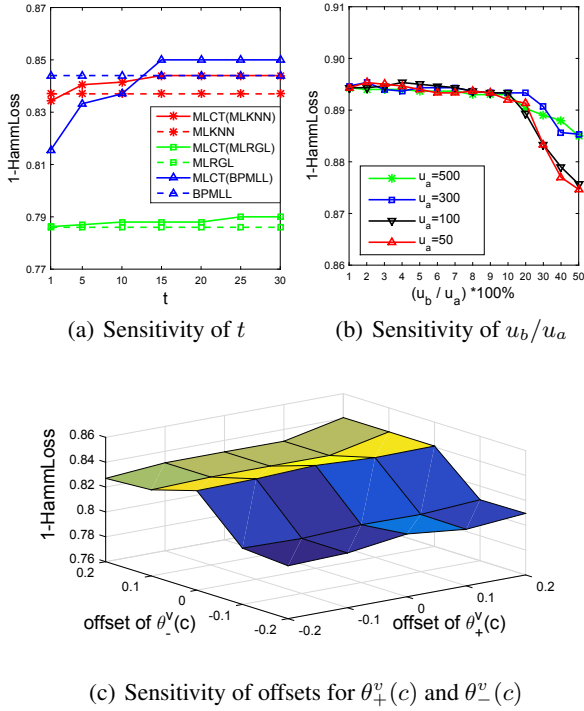 0.87
0.85
0.83
0.81
0.79
0.77
1-HammLoss
1 5 10 15 20 25 30
t
MLCT(MLKNN)
MLKNN
MLCT(MLRGL)
MLRGL
MLCT(BPMLL)
BPMLL
(a) Sensitivity of t
0.91
0.90
0.89
0.88
0.87
0.86
1-HammLoss
1 2 3 4 5 6 7 8 9 10 20 30 40 50
(u_b / u_a) *100%
u_a=500
u_a=300
u_a=100
u_a=50
(b) Sensitivity of u_b/u_a
0.86
0.84
0.82
0.8
0.78
0.76
1-HammLoss
0.2 0.1 0 -0.1 -0.2
offset of θ_-^v(c)
-0.2 -0.1 0 0.1 0.2
offset of θ_+^v(c)
(c) Sensitivity of offsets for θ_+^v(c) and θ_-^v(c)